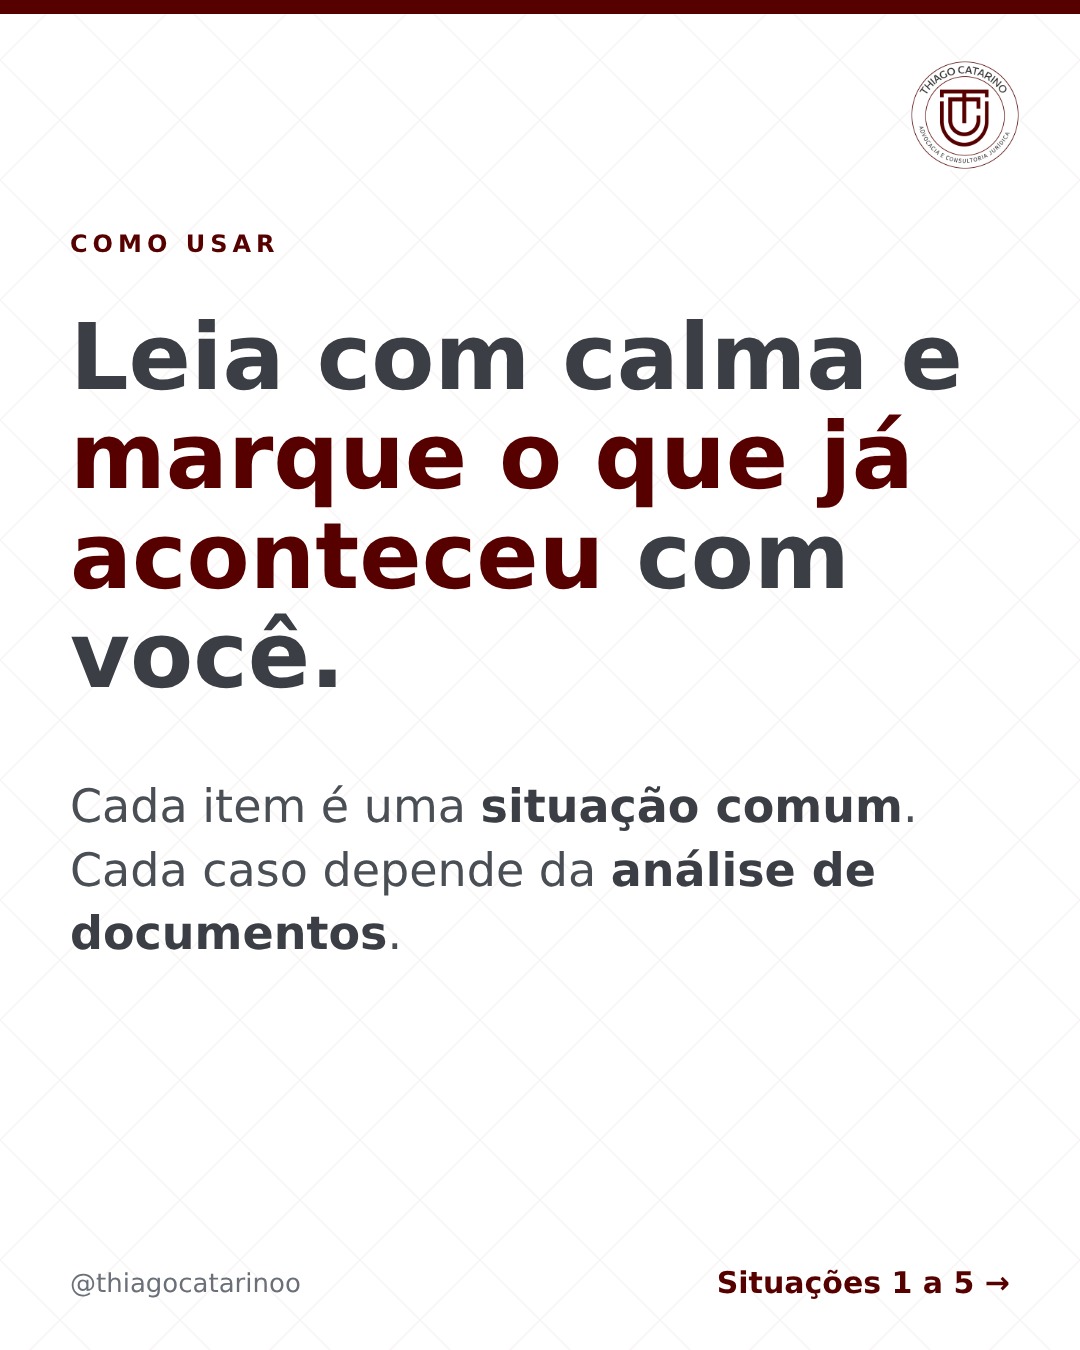 THIAGO CATARINO
ADVOCACIA E CONSULTORIA JURÍDICA
COMO USAR
Leia com calma e
marque o que já
aconteceu com
você.
Cada item é uma situação comum.
Cada caso depende da análise de
documentos.
@thiagocatarinoo
Situações 1 a 5 →